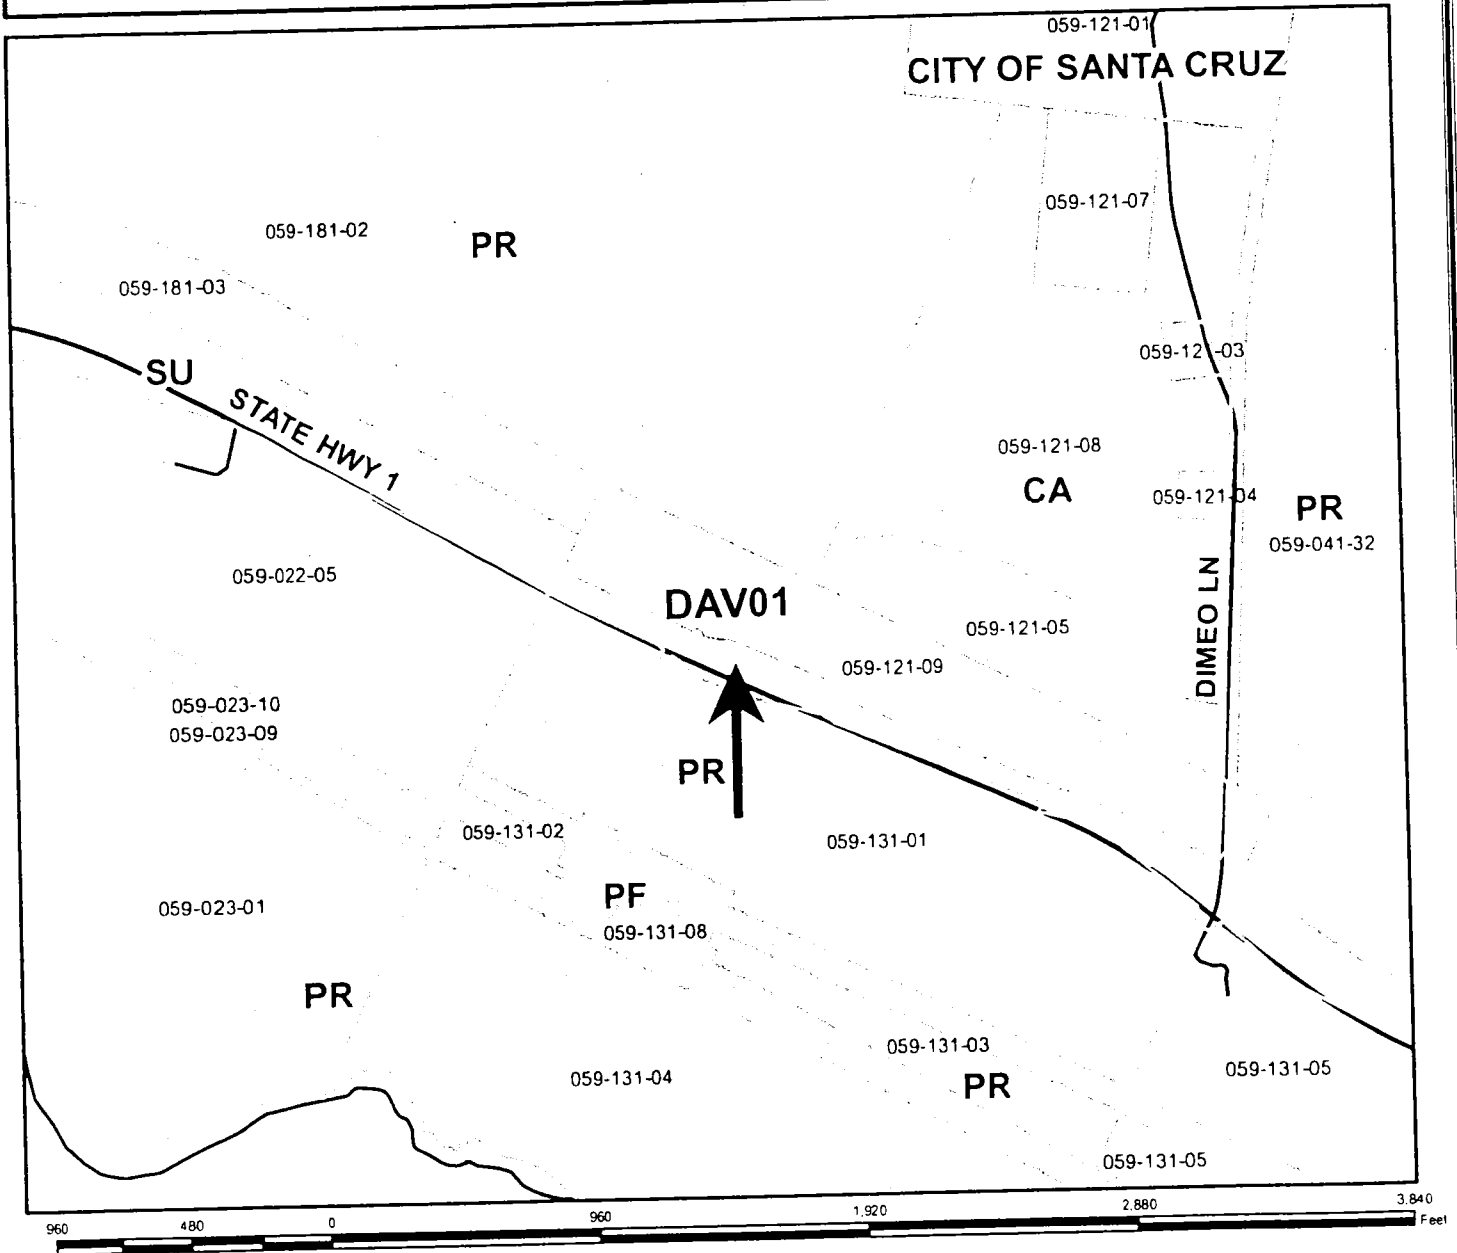 059-121-01
CITY OF SANTA CRUZ
059-121-07
059-181-02
PR
059-181-03
059-121-03
SU
STATE HWY 1
059-121-08
CA
059-121-04
PR
059-041-32
059-022-05
DAV01
DIMEO LN
059-121-05
059-121-09
059-023-10
059-023-09
PR
059-131-02
059-131-01
PF
059-131-08
059-023-01
PR
059-131-03
PR
059-131-04
059-131-05
059-131-05
960 480 0 960 1,920 2,880 3,840
Feet